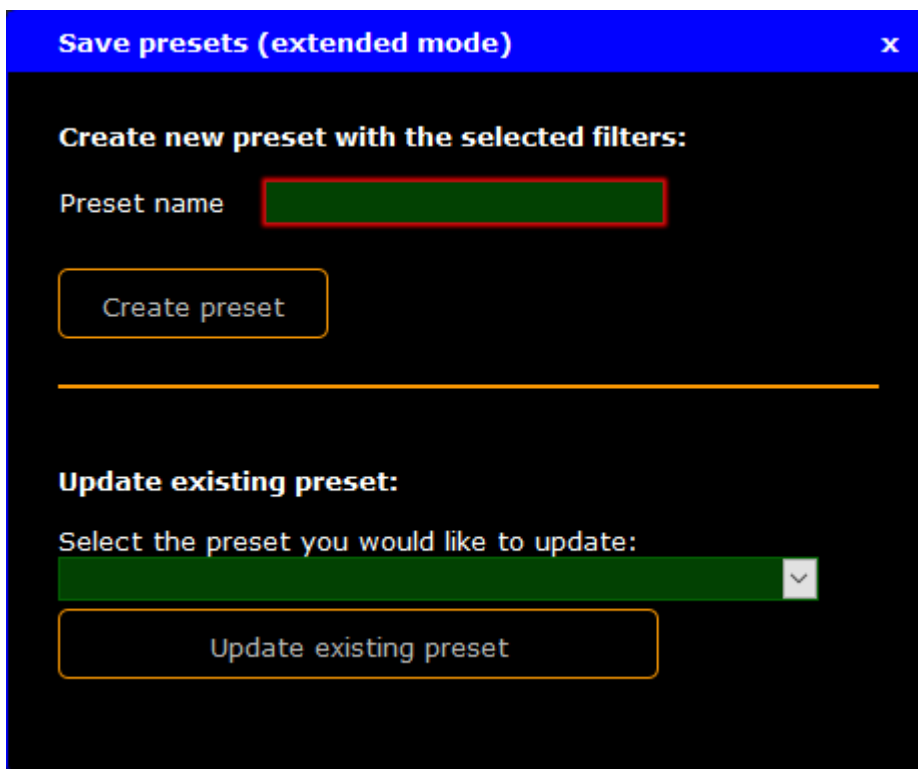 Save presets (extended mode) x
Create new preset with the selected filters:
Preset name
Create preset
Update existing preset:
Select the preset you would like to update:
Update existing preset